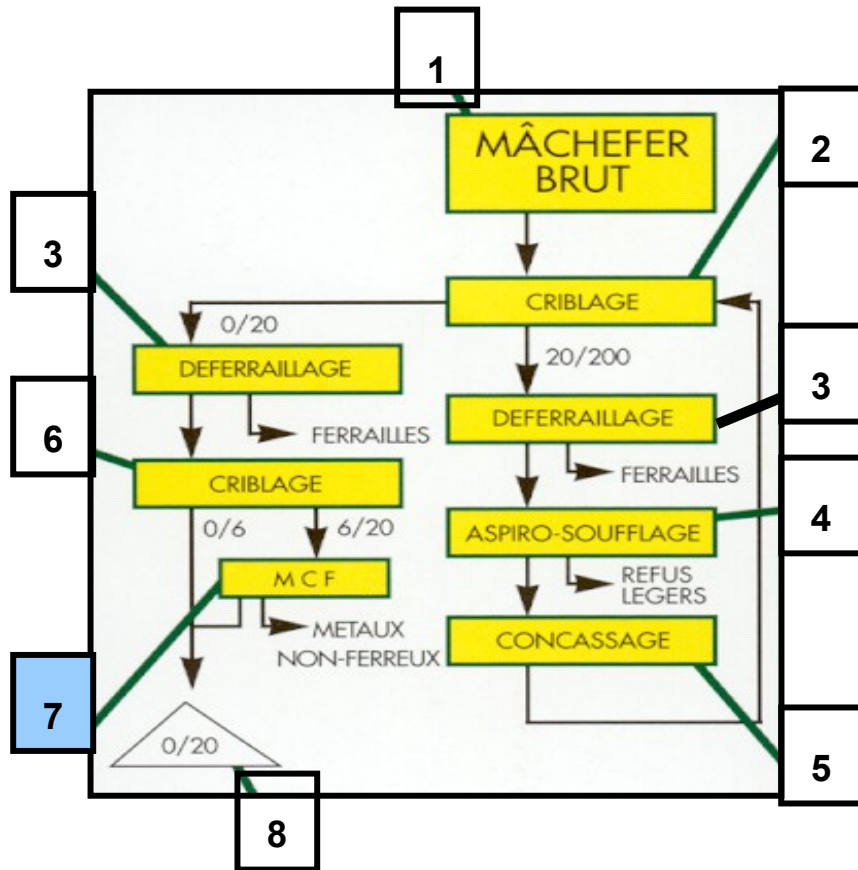 1
MÂCHEFER
BRUT
2
3
CRIBLAGE
0/20
20/200
DEFERRAILLAGE
3
DEFERRAILLAGE
6
FERRAILLES
FERRAILLES
CRIBLAGE
4
ASPIRO-SOUFFLAGE
0/6
6/20
REFUS
LEGERS
M C F
METAUX
NON-FERREUX
CONCASSAGE
7
0/20
5
8